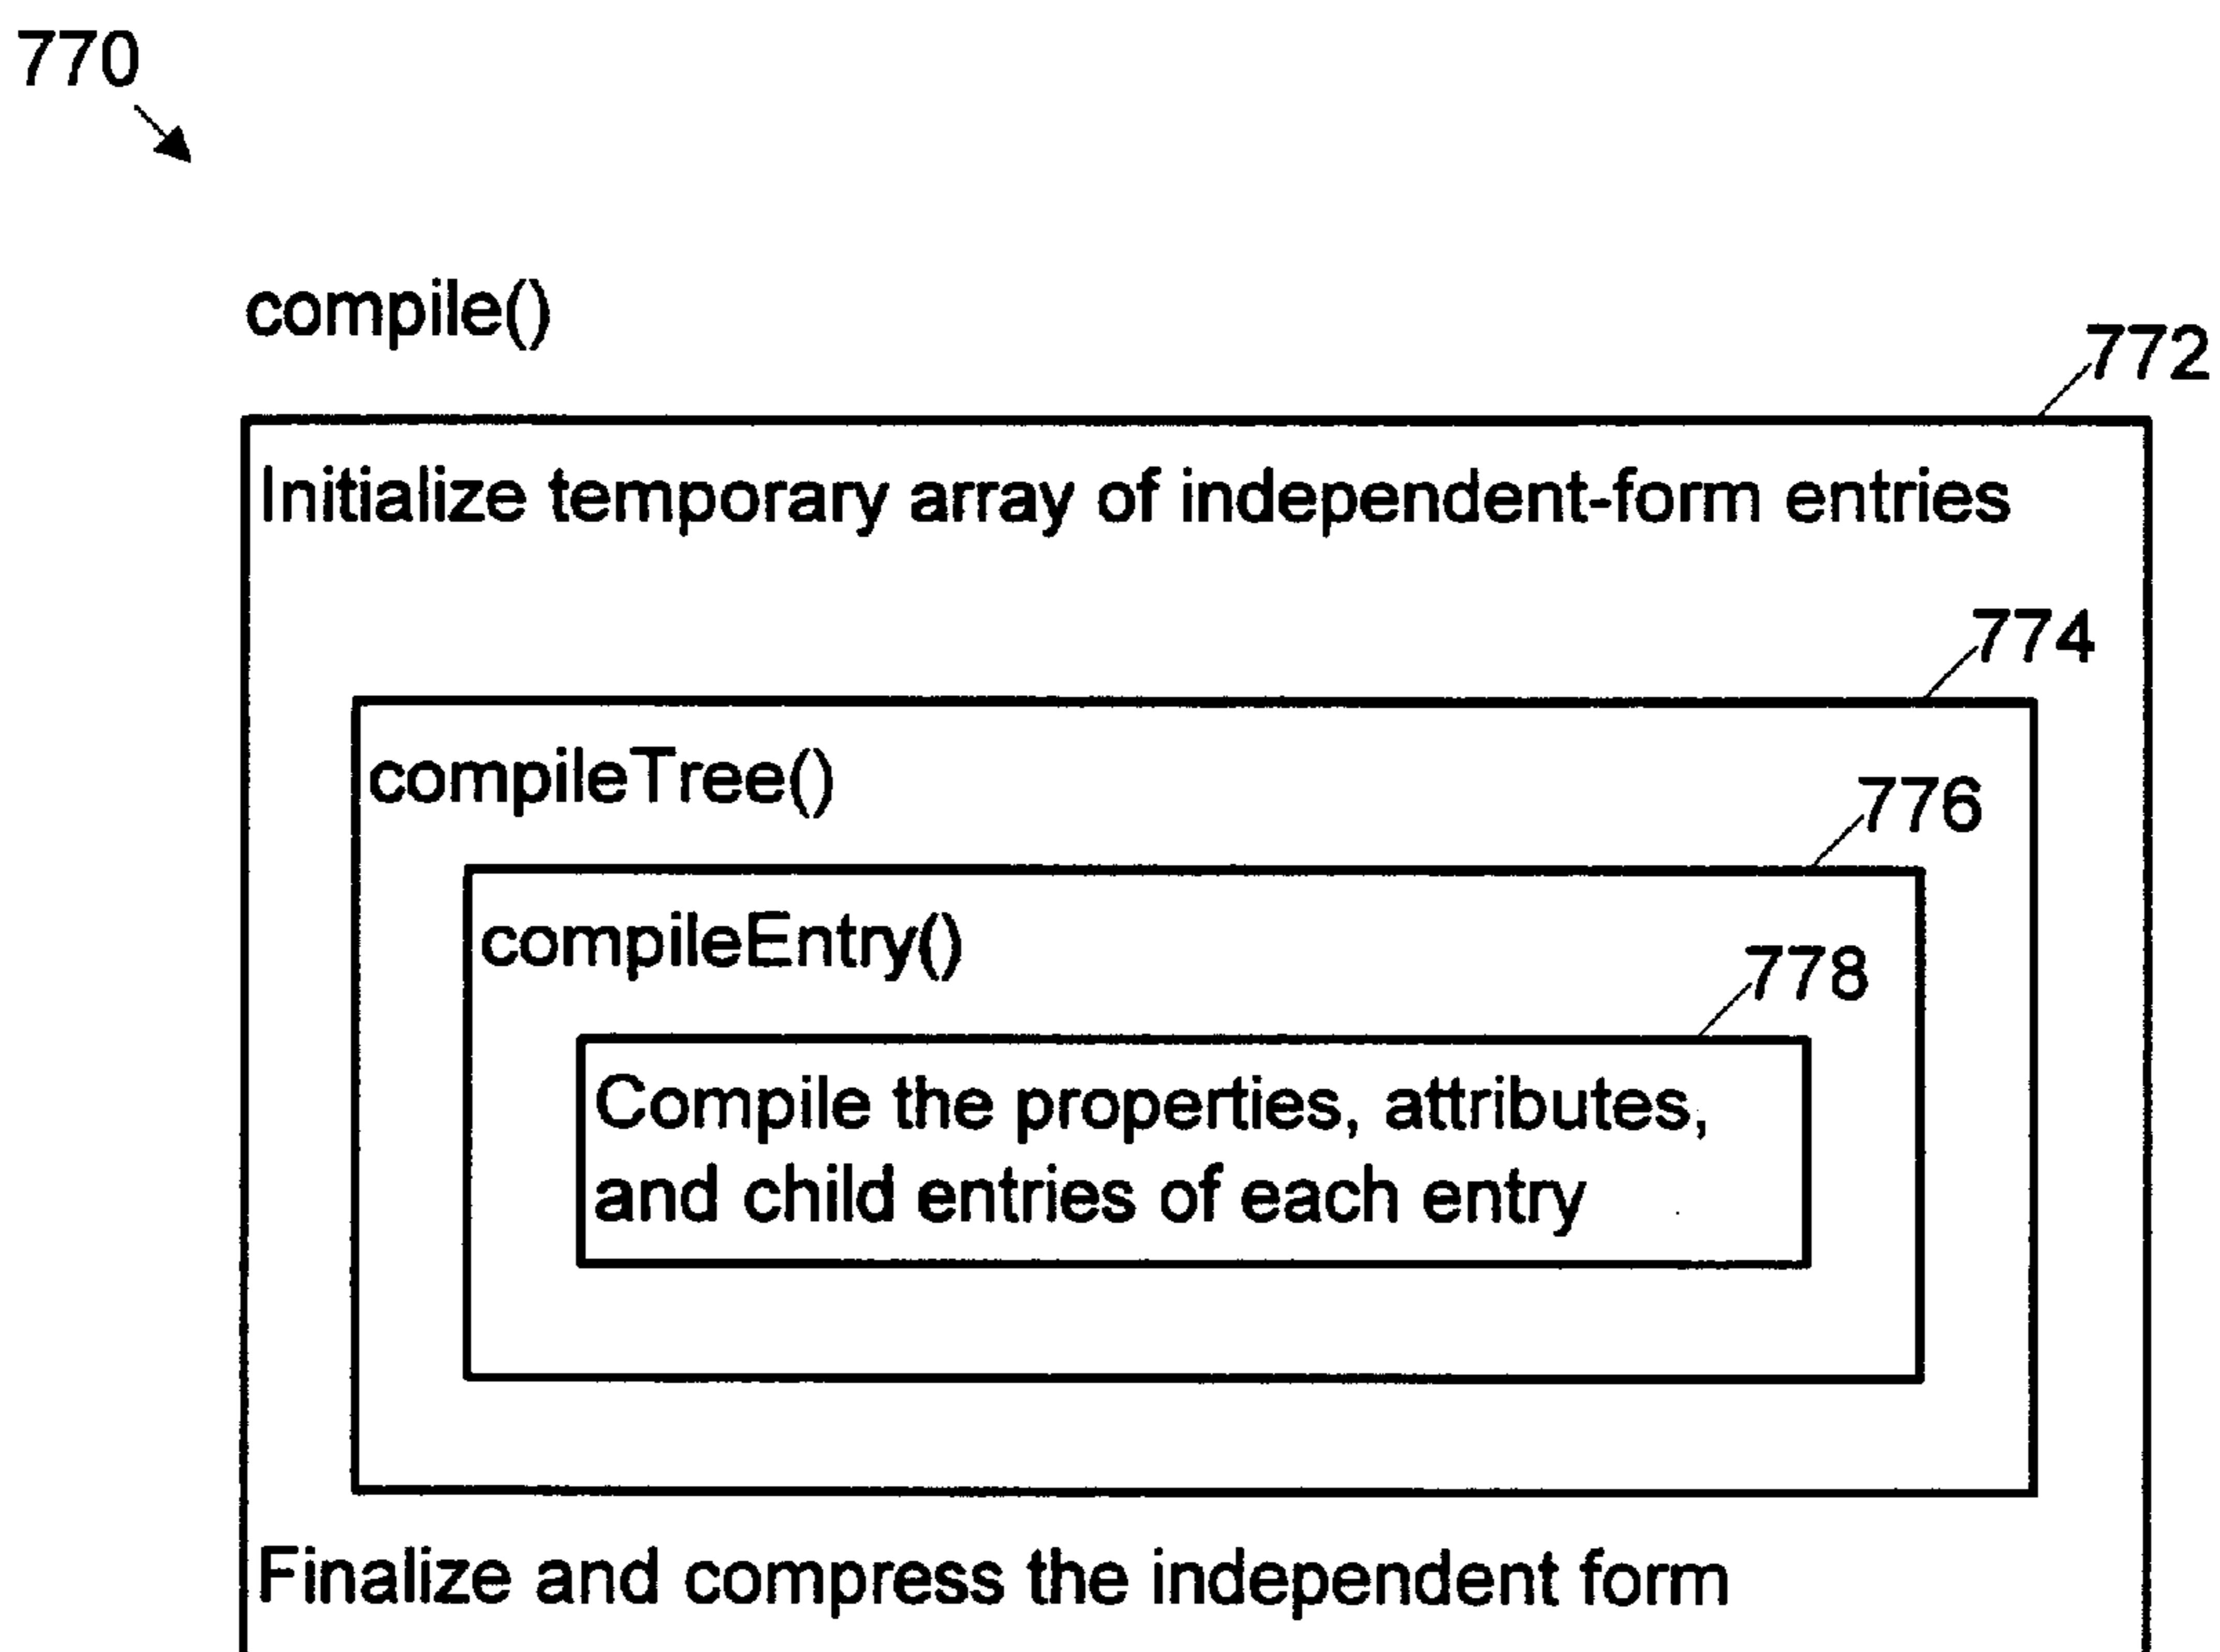 770
compile()
772
Initialize temporary array of independent-form entries
774
compileTree()
776
compileEntry()
778
Compile the properties, attributes,
and child entries of each entry
Finalize and compress the independent form